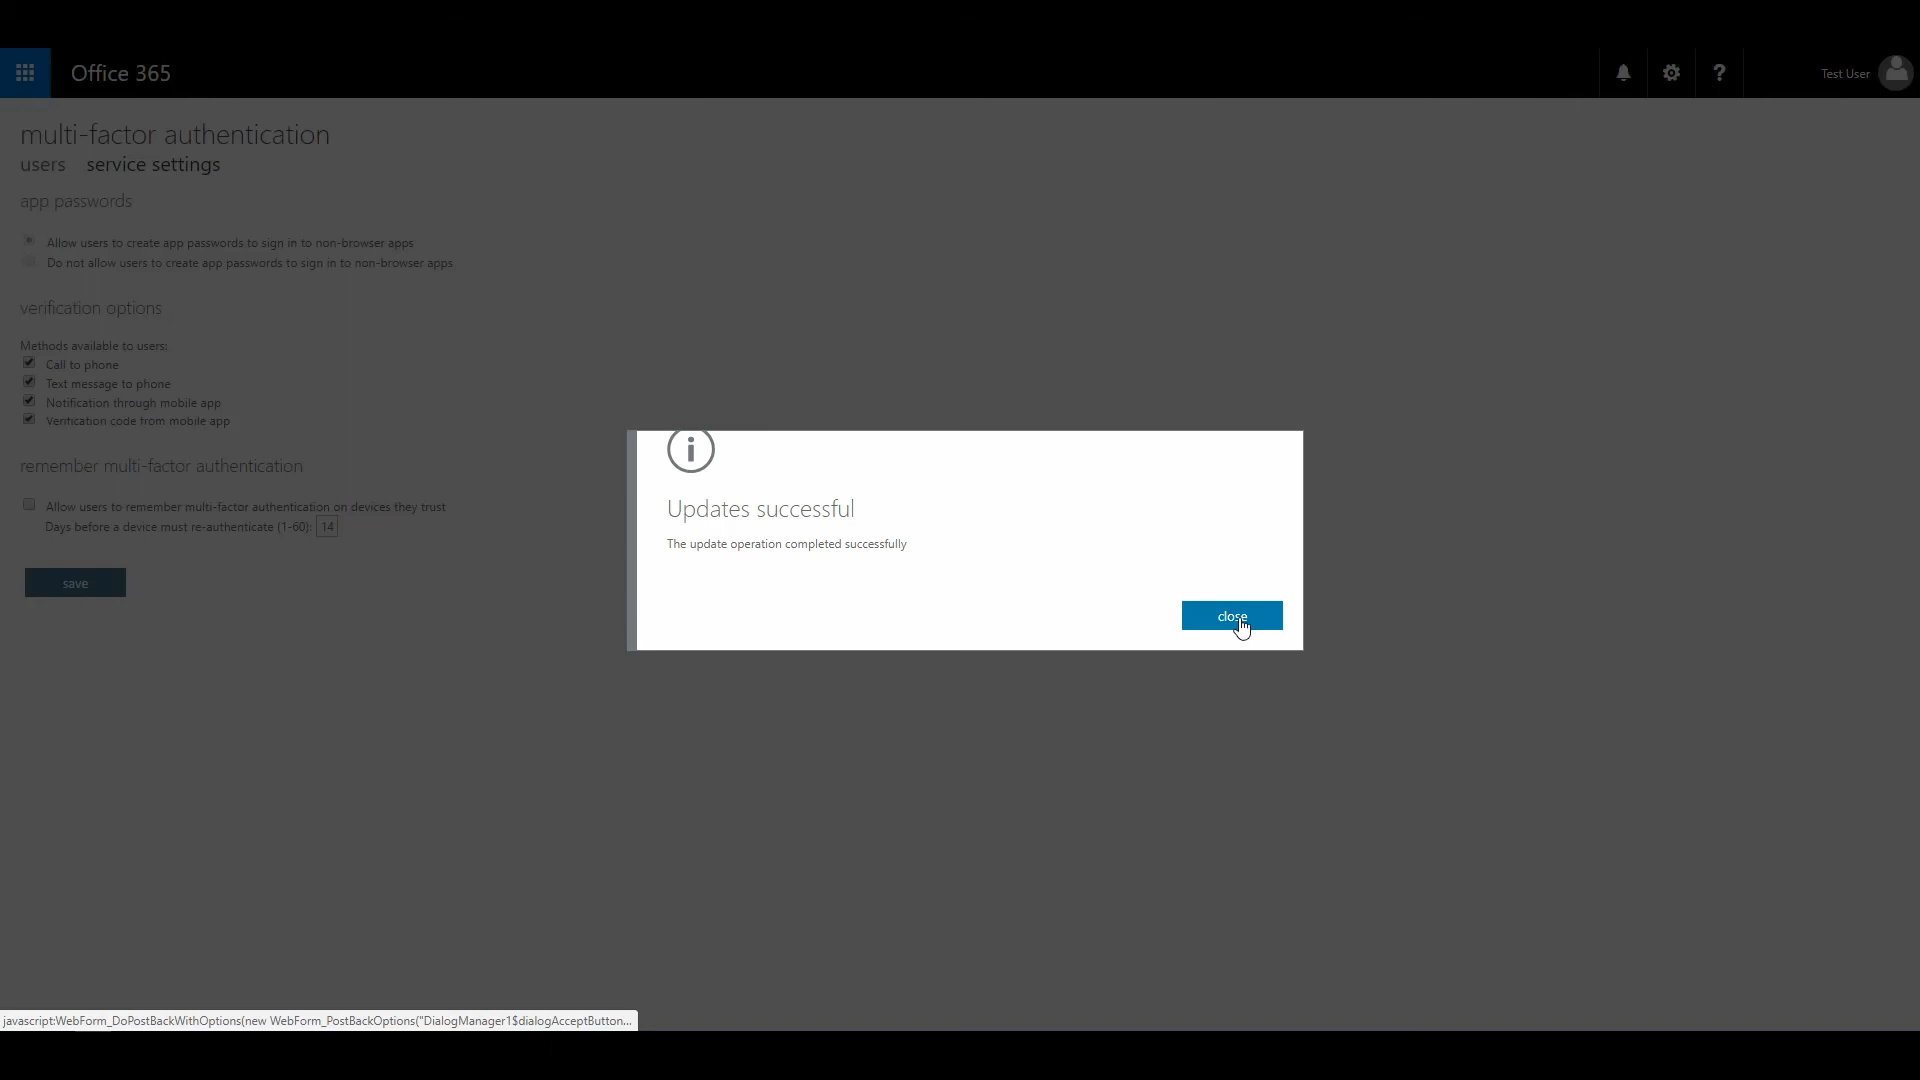 Office 365
Test User
multi-factor authentication
users service settings
app passwords
Allow users to create app passwords to sign in to non-browser apps
Do not allow users to create app passwords to sign in to non-browser apps
verification options
Methods available to users:
Call to phone
Text message to phone
Notification through mobile app
Verification code from mobile app
remember multi-factor authentication
Allow users to remember multi-factor authentication on devices they trust
Days before a device must re-authenticate (1-60): 14
save
Updates successful
The update operation completed successfully
close
javascript:WebForm_DoPostBackWithOptions(new WebForm_PostBackOptions("DialogManager1$dialogAcceptButton...